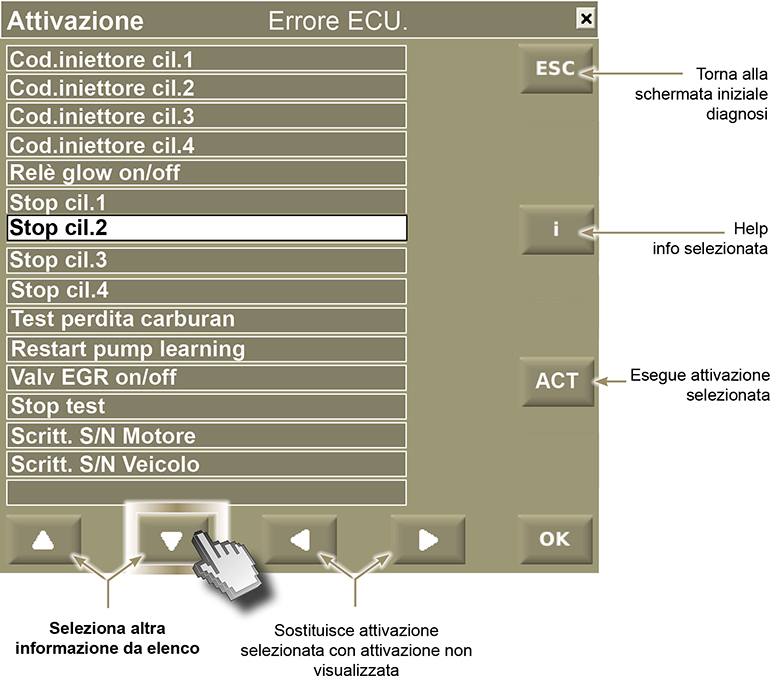 Attivazione
Errore ECU.
Cod.iniettore cil.1
Cod.iniettore cil.2
Cod.iniettore cil.3
Cod.iniettore cil.4
Relè glow on/off
Stop cil.1
Stop cil.2
Stop cil.3
Stop cil.4
Test perdita carburan
Restart pump learning
Valv EGR on/off
Stop test
Scritt. S/N Motore
Scritt. S/N Veicolo
ESC
Torna alla
schermata iniziale
diagnosi
i
Help
info selezionata
ACT
Esegue attivazione
selezionata
OK
Seleziona altra
informazione da elenco
Sostituisce attivazione
selezionata con attivazione non
visualizzata